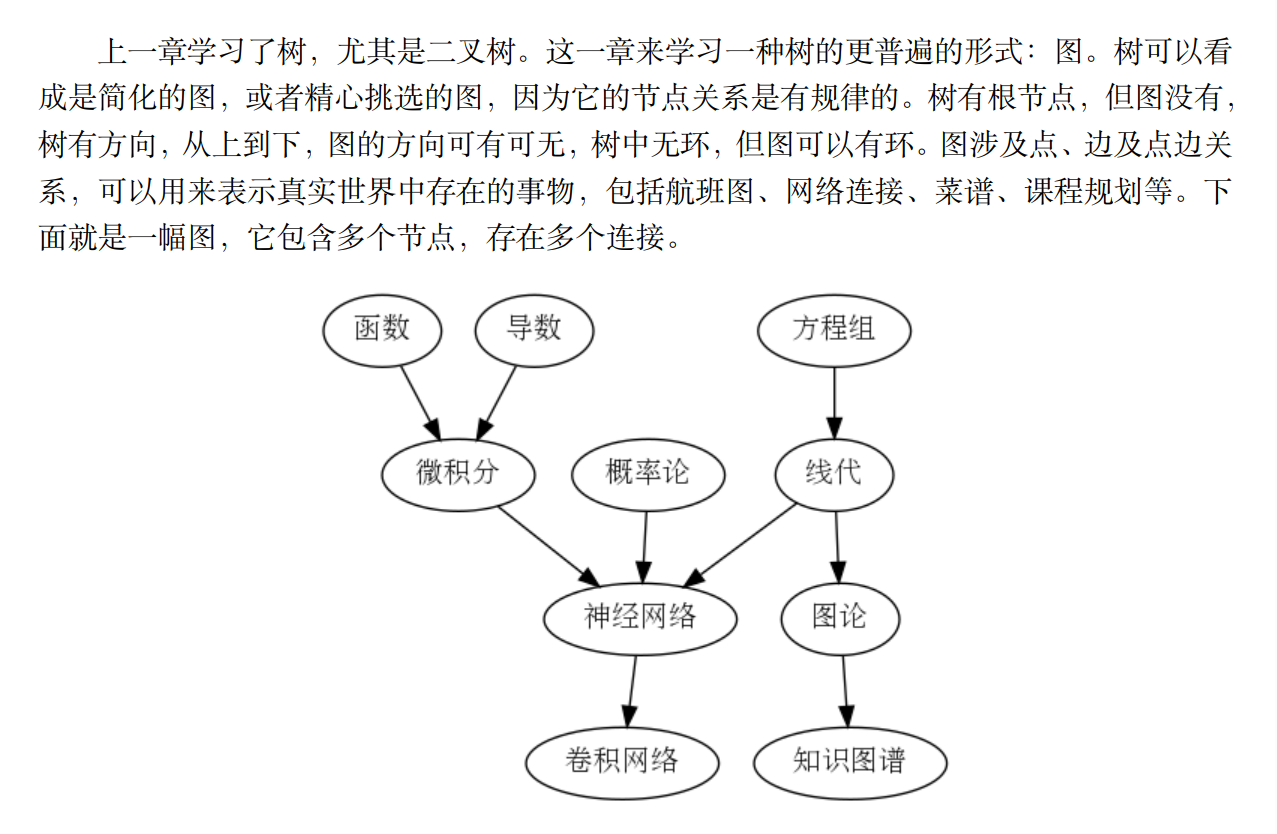 上一章学习了树，尤其是二叉树。这一章来学习一种树的更普遍的形式：图。树可以看
成是简化的图，或者精心挑选的图，因为它的节点关系是有规律的。树有根节点，但图没有，
树有方向，从上到下，图的方向可有可无，树中无环，但图可以有环。图涉及点、边及点边关
系，可以用来表示真实世界中存在的事物，包括航班图、网络连接、菜谱、课程规划等。下
面就是一幅图，它包含多个节点，存在多个连接。
函数
导数
方程组
微积分
概率论
线代
神经网络
图论
卷积网络
知识图谱